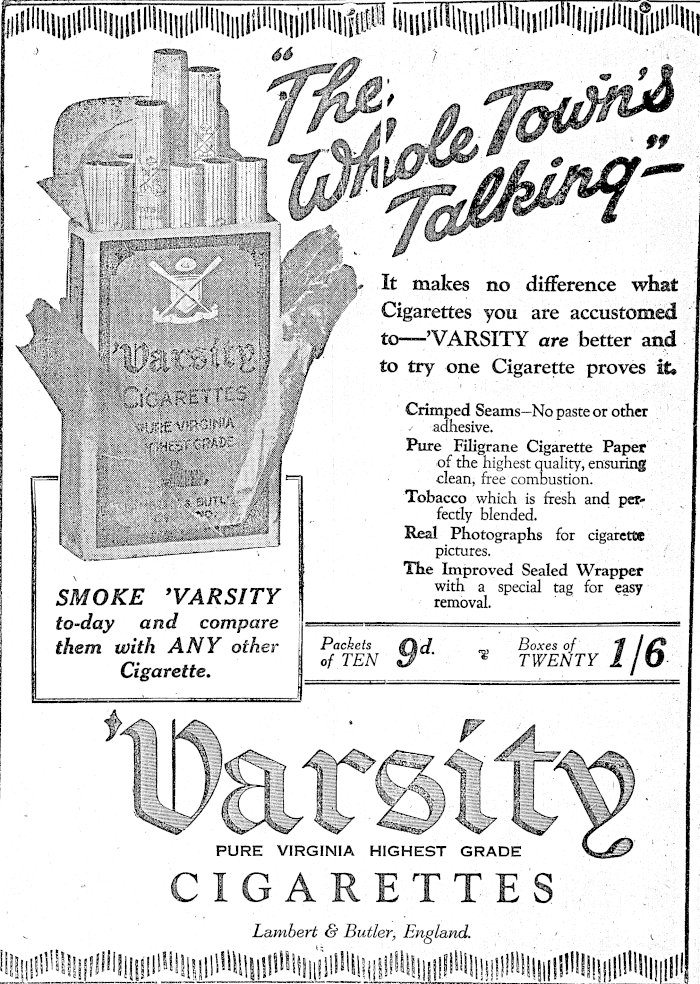 "The
Whole Town's
Talking"—
'Varsity
CIGARETTES
PURE VIRGINIA
FINEST GRADE
It makes no difference what
Cigarettes you are accustomed
to—'VARSITY are better and
to try one Cigarette proves it.
Crimped Seams—No paste or other
adhesive.
Pure Filigrane Cigarette Paper
of the highest quality, ensuring
clean, free combustion.
Tobacco which is fresh and per-
fectly blended.
Real Photographs for cigarette
pictures.
The Improved Sealed Wrapper
with a special tag for easy
removal.
SMOKE 'VARSITY
to-day and compare
them with ANY other
Cigarette.
Packets
of TEN 9d.
Boxes of
TWENTY 1/6
'Varsity
PURE VIRGINIA HIGHEST GRADE
CIGARETTES
Lambert & Butler, England.